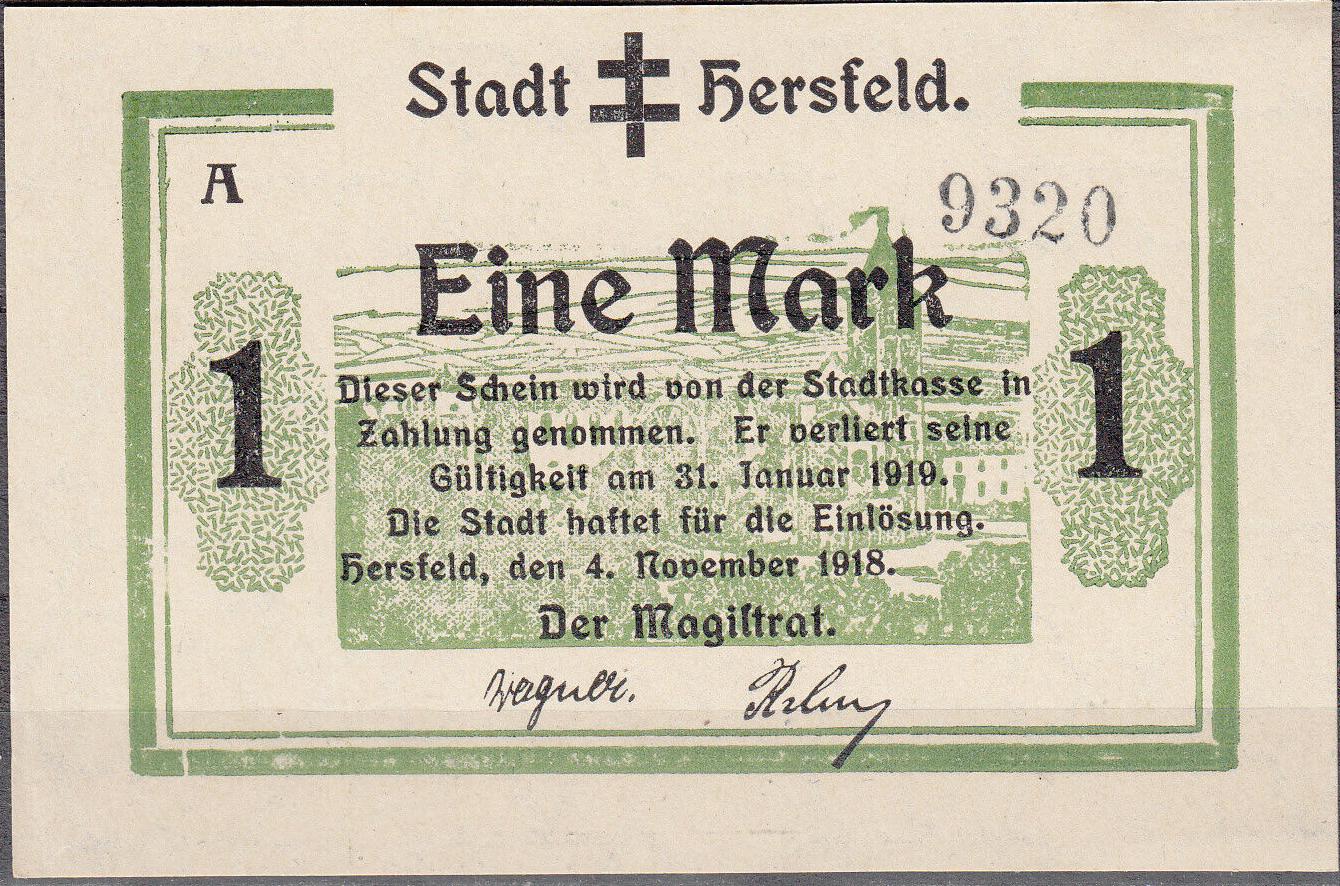 Stadt Hersfeld.
A
9320
Eine Mark
1 1
Dieser Schein wird von der Stadtkasse in
Zahlung genommen. Er verliert seine
Gültigkeit am 31. Januar 1919.
Die Stadt haftet für die Einlösung.
Hersfeld, den 4. November 1918.
Der Magiſtrat.
Wagner.